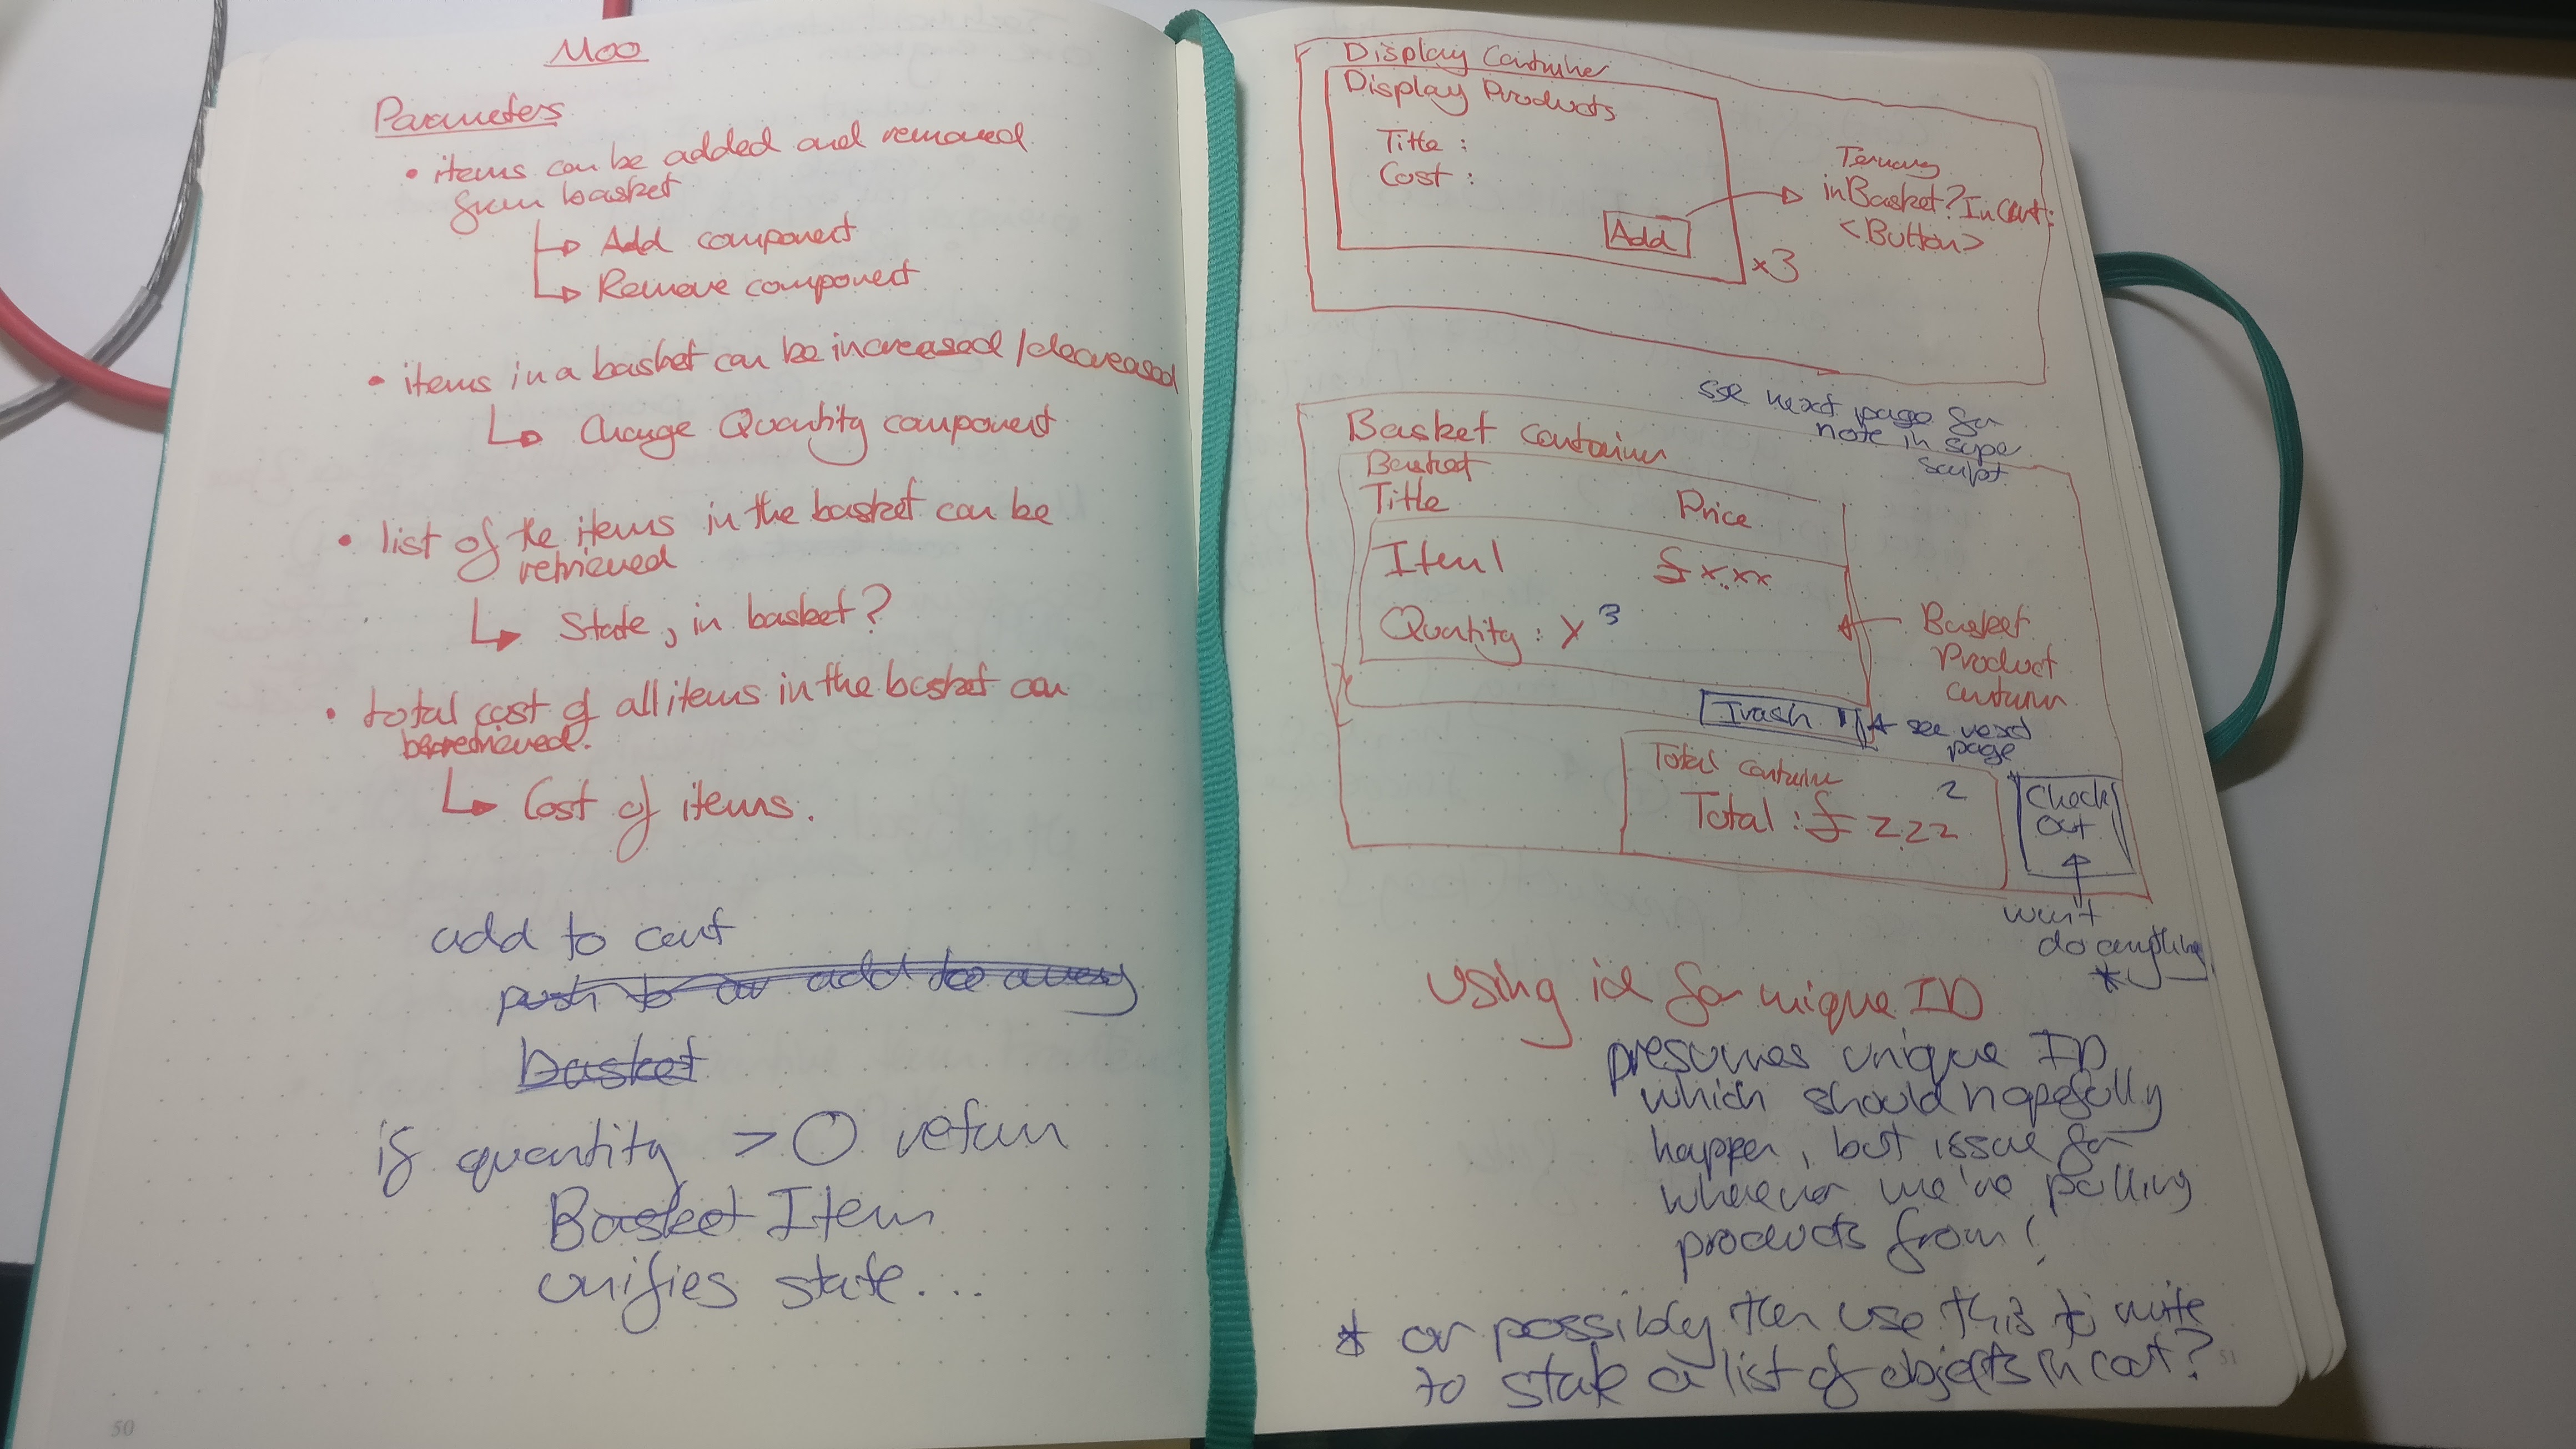 Moo
Parameters
• items can be added and removed
from basket
Add component
Remove component
• items in a basket can be increased / decreased
Change Quantity component
• list of the items in the basket can be
retrieved
State, in basket?
• total cost of all items in the basket can
be retrieved.
Cost of items.
add to cart
push to or add to array
basket
if quantity > 0 return
Basket Item
unifies state...
50
Display Container
Display Products
Title :
Cost :
Add
x3
Ternary
inBasket? In Cart:
<Button>
see next page for
note in super
script
Basket Container
Basket
Title Price
Item 1 £x.xx
Quantity : Y 3
Basket
Product
container
Trash 1
see next
page
Total container
2
Total : £ z.zz
Check
Out
won't
do anything
*
using id for unique ID
presumes unique ID
which should hopefully
happen, but issue for
wherever we're pulling
products from!
* or possibly then use this to write
to state a list of objects in cart?
51